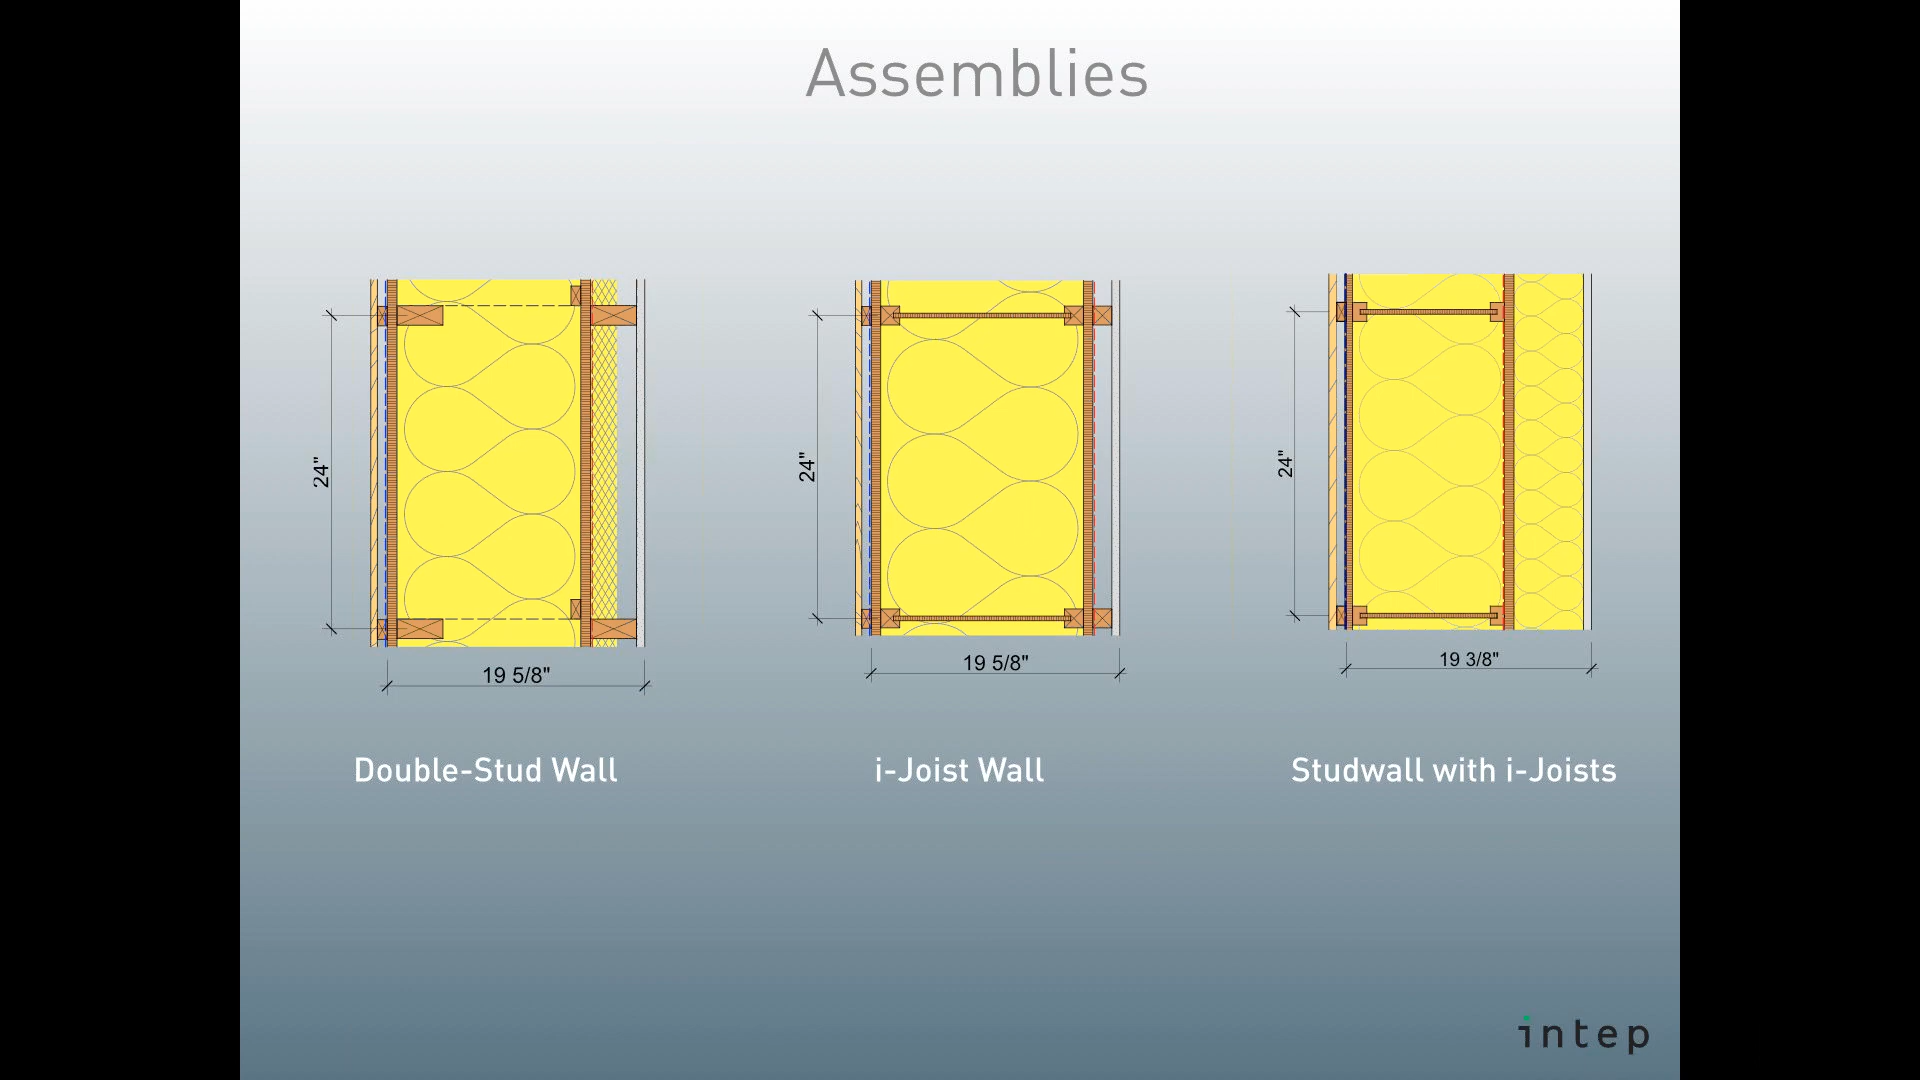 Assemblies
24"
24"
24"
19 5/8"
19 5/8"
19 3/8"
Double-Stud Wall
i-Joist Wall
Studwall with i-Joists
intep